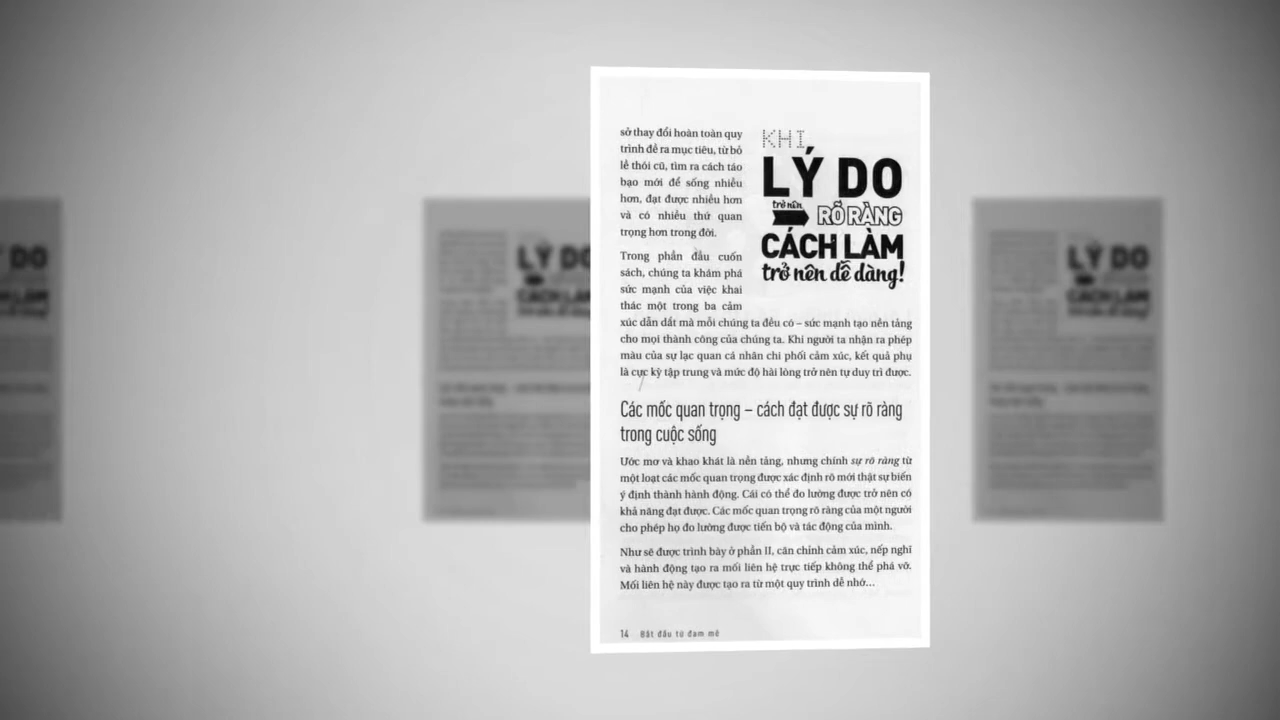 sở thay đổi hoàn toàn quy
trình đề ra mục tiêu, từ bỏ
lề thói cũ, tìm ra cách táo
bạo mới để sống nhiều
hơn, đạt được nhiều hơn
và có nhiều thứ quan
trọng hơn trong đời.
KHI
LÝ DO
trở nên
RÕ RÀNG
CÁCH LÀM
trở nên dễ dàng!
Trong phần đầu cuốn
sách, chúng ta khám phá
sức mạnh của việc khai
thác một trong ba cảm
xúc dẫn dắt mà mỗi chúng ta đều có – sức mạnh tạo nền tảng
cho mọi thành công của chúng ta. Khi người ta nhận ra phép
màu của sự lạc quan cá nhân chi phối cảm xúc, kết quả phụ
là cực kỳ tập trung và mức độ hài lòng trở nên tự duy trì được.
Các mốc quan trọng – cách đạt được sự rõ ràng
trong cuộc sống
Ước mơ và khao khát là nền tảng, nhưng chính sự rõ ràng từ
một loạt các mốc quan trọng được xác định rõ mới thật sự biến
ý định thành hành động. Cái có thể đo lường được trở nên có
khả năng đạt được. Các mốc quan trọng rõ ràng của một người
cho phép họ đo lường được tiến bộ và tác động của mình.
Như sẽ được trình bày ở phần II, căn chỉnh cảm xúc, nếp nghĩ
và hành động tạo ra mối liên hệ trực tiếp không thể phá vỡ.
Mối liên hệ này được tạo ra từ một quy trình dễ nhớ...
14 Bắt đầu từ đam mê
LÝ DO
CÁCH LÀM
LÝ DO
CÁCH LÀM